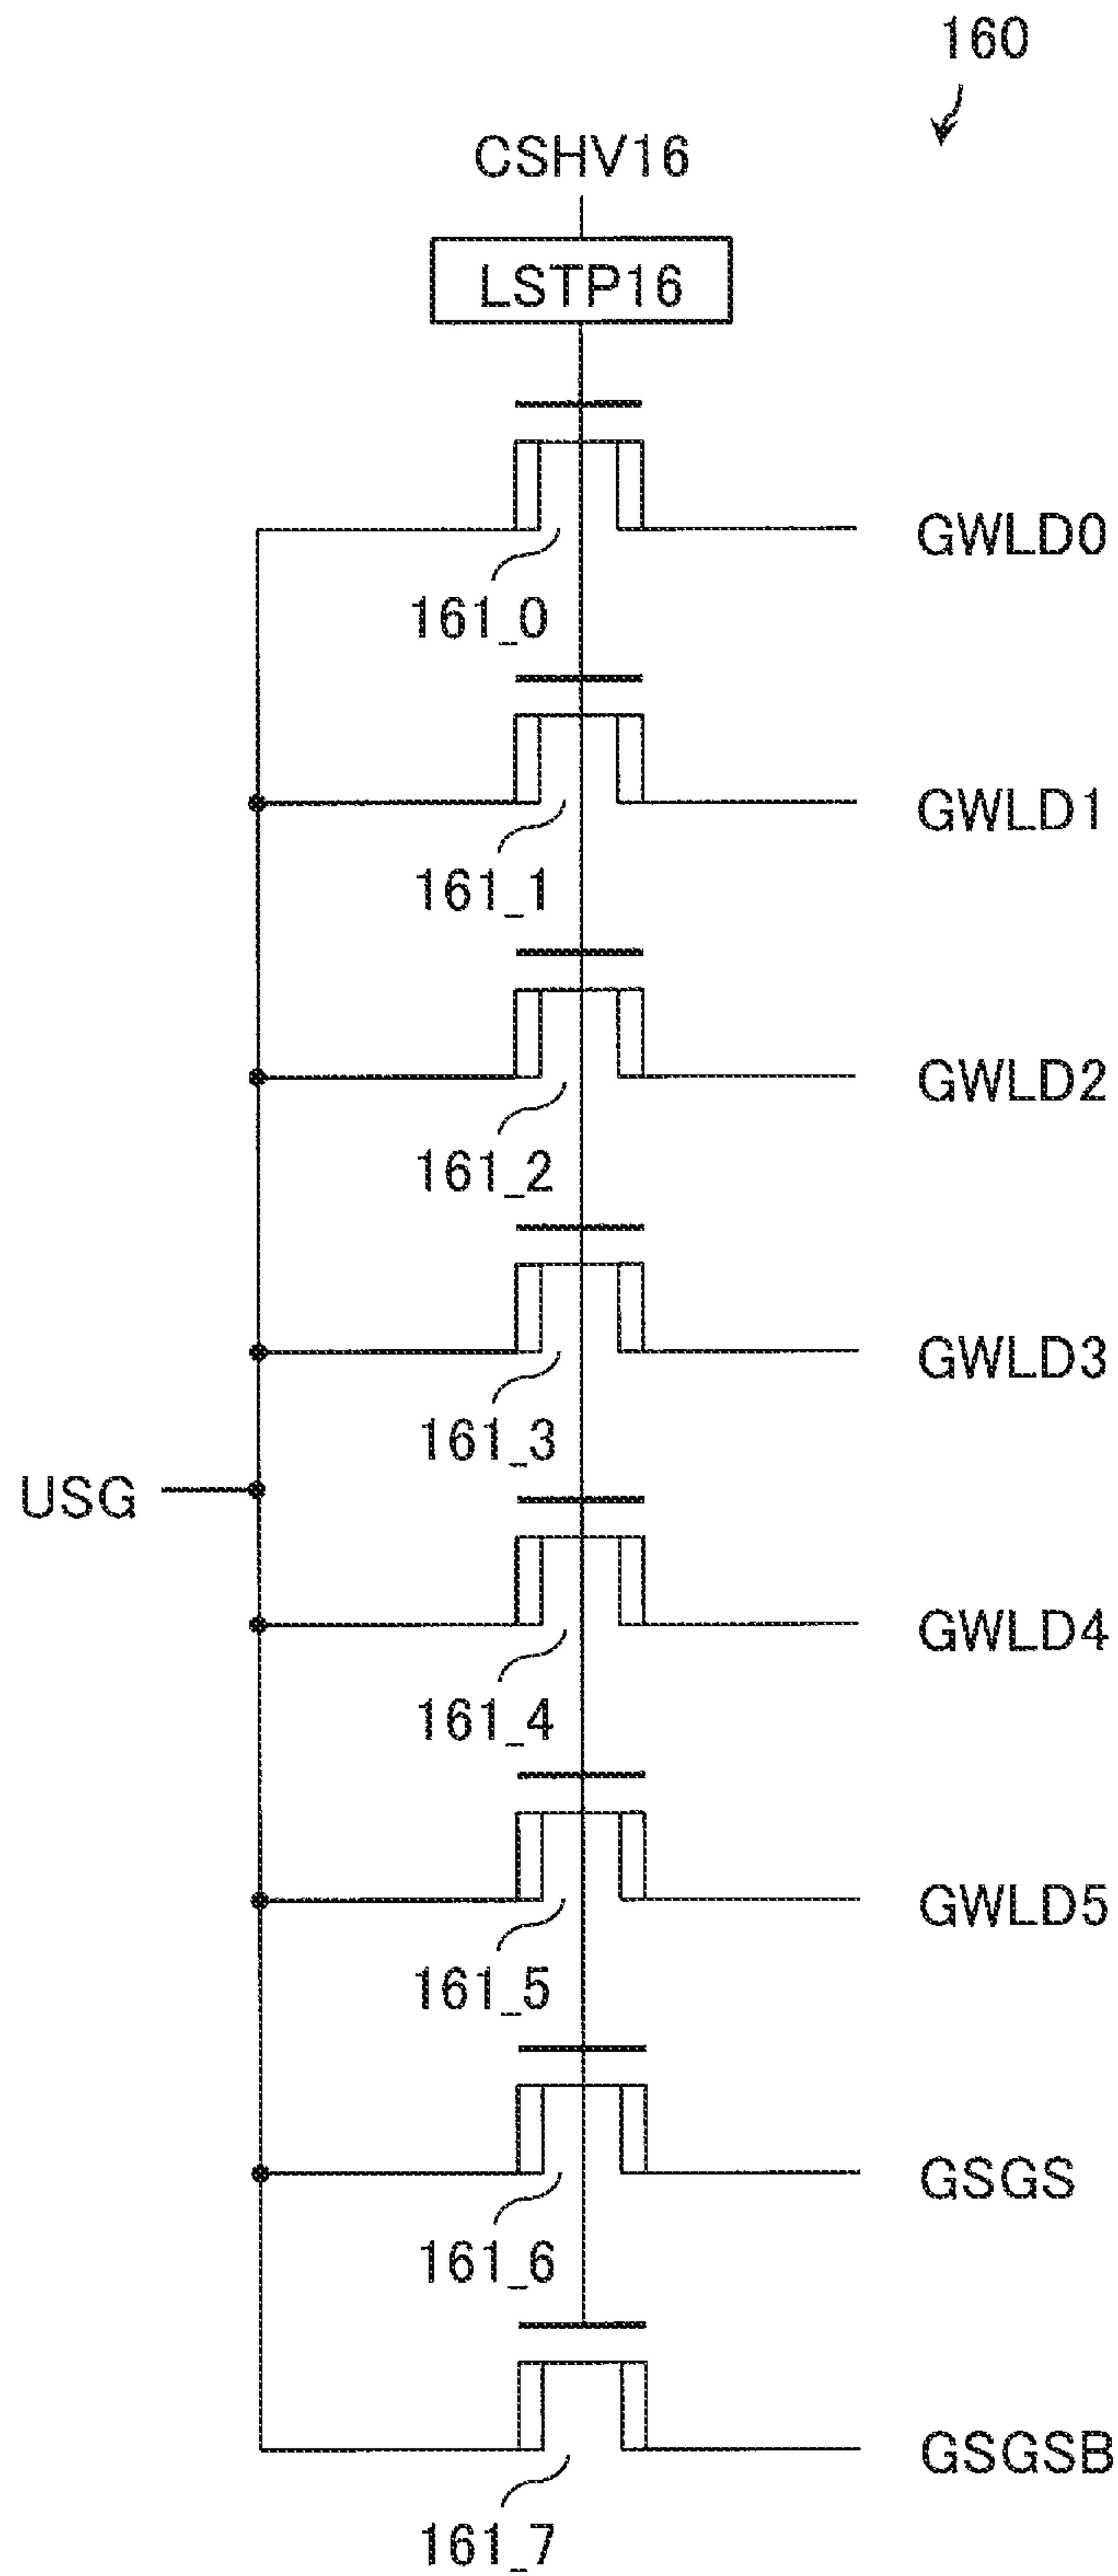 160
CSHV16
LSTP16
GWLD0
161_0
GWLD1
161_1
GWLD2
161_2
GWLD3
161_3
USG
GWLD4
161_4
GWLD5
161_5
GSGS
161_6
GSGSB
161_7